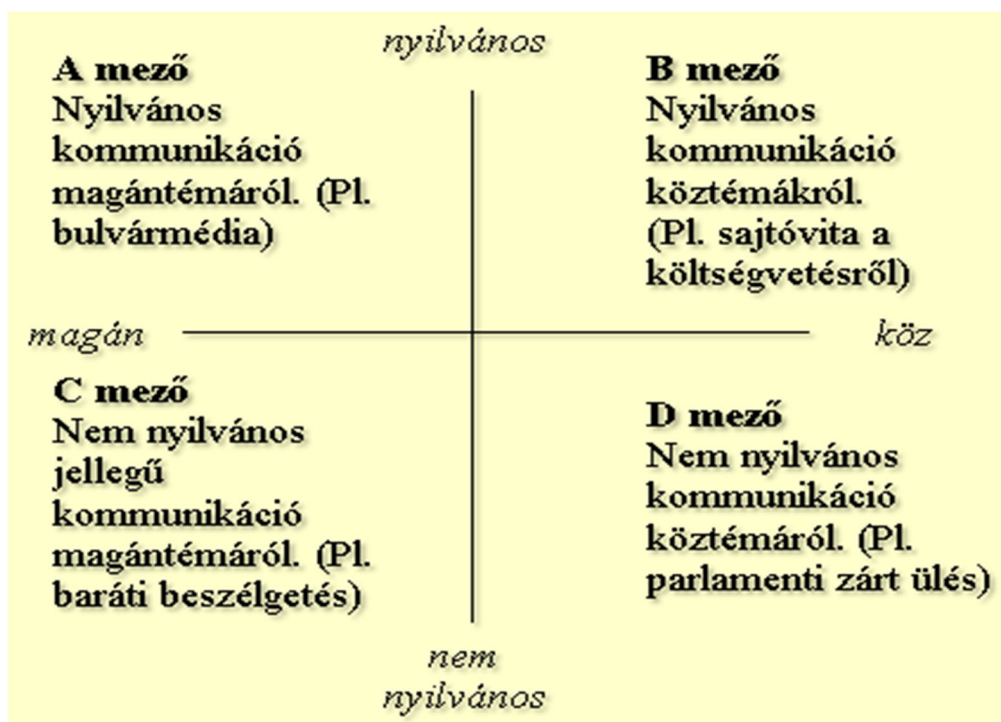 nyilvános
A mező
Nyilvános
kommunikáció
magántémáról. (Pl.
bulvármédia)
B mező
Nyilvános
kommunikáció
köztémákról.
(Pl. sajtóvita a
költségvetésről)
magán
köz
C mező
Nem nyilvános
jellegű
kommunikáció
magántémáról. (Pl.
baráti beszélgetés)
D mező
Nem nyilvános
kommunikáció
köztémáról. (Pl.
parlamenti zárt ülés)
nem
nyilvános